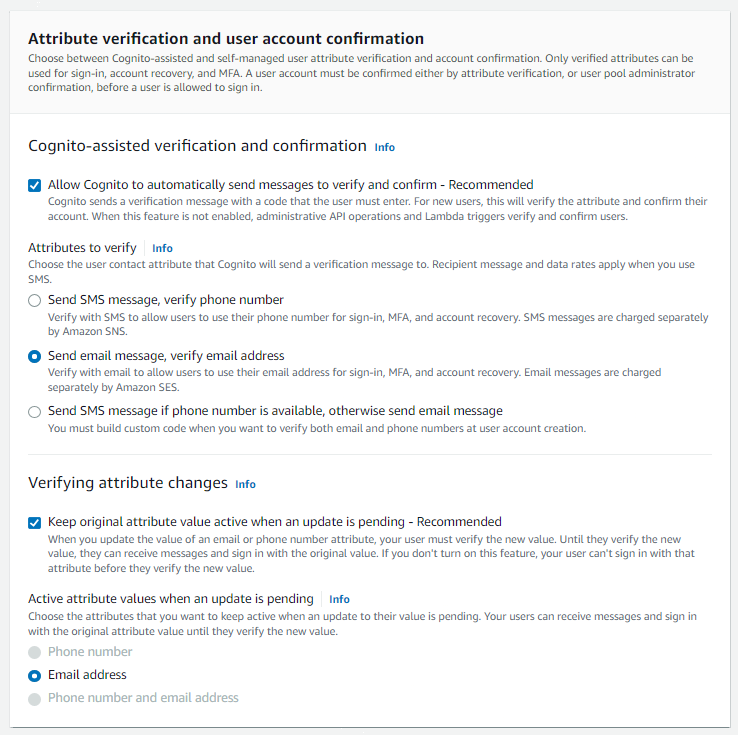 Attribute verification and user account confirmation
Choose between Cognito-assisted and self-managed user attribute verification and account confirmation. Only verified attributes can be
used for sign-in, account recovery, and MFA. A user account must be confirmed either by attribute verification, or user pool administrator
confirmation, before a user is allowed to sign in.
Cognito-assisted verification and confirmation Info
Allow Cognito to automatically send messages to verify and confirm - Recommended
Cognito sends a verification message with a code that the user must enter. For new users, this will verify the attribute and confirm their
account. When this feature is not enabled, administrative API operations and Lambda triggers verify and confirm users.
Attributes to verify Info
Choose the user contact attribute that Cognito will send a verification message to. Recipient message and data rates apply when you use
SMS.
Send SMS message, verify phone number
Verify with SMS to allow users to use their phone number for sign-in, MFA, and account recovery. SMS messages are charged separately
by Amazon SNS.
Send email message, verify email address
Verify with email to allow users to use their email address for sign-in, MFA, and account recovery. Email messages are charged
separately by Amazon SES.
Send SMS message if phone number is available, otherwise send email message
You must build custom code when you want to verify both email and phone numbers at user account creation.
Verifying attribute changes Info
Keep original attribute value active when an update is pending - Recommended
When you update the value of an email or phone number attribute, your user must verify the new value. Until they verify the new
value, they can receive messages and sign in with the original value. If you don't turn on this feature, your user can't sign in with that
attribute before they verify the new value.
Active attribute values when an update is pending Info
Choose the attributes that you want to keep active when an update to their value is pending. Your users can receive messages and sign in
with the original attribute value until they verify the new value.
Phone number
Email address
Phone number and email address